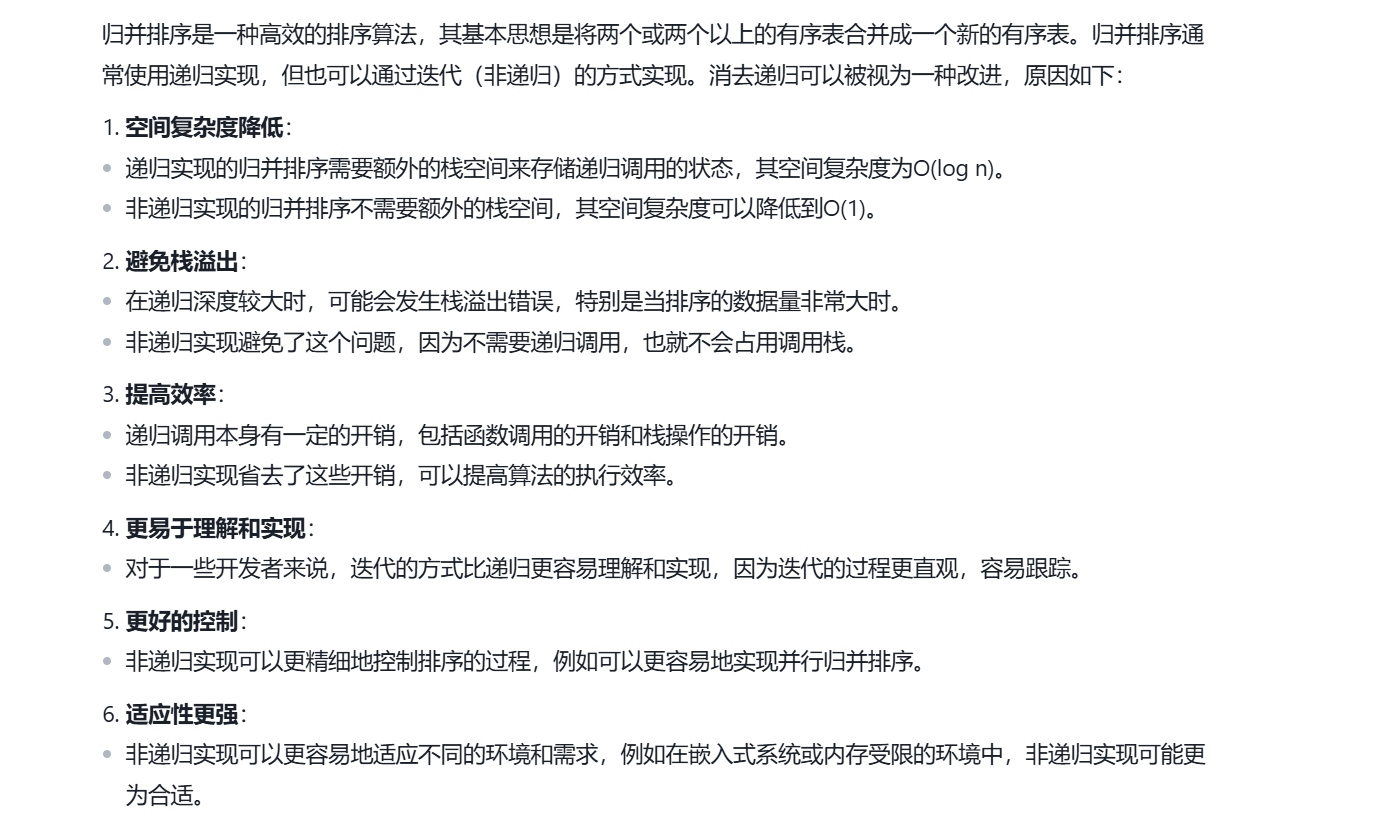 归并排序是一种高效的排序算法，其基本思想是将两个或两个以上的有序表合并成一个新的有序表。归并排序通
常使用递归实现，但也可以通过迭代（非递归）的方式实现。消去递归可以被视为一种改进，原因如下：
1. 空间复杂度降低：
• 递归实现的归并排序需要额外的栈空间来存储递归调用的状态，其空间复杂度为O(log n)。
• 非递归实现的归并排序不需要额外的栈空间，其空间复杂度可以降低到O(1)。
2. 避免栈溢出：
• 在递归深度较大时，可能会发生栈溢出错误，特别是当排序的数据量非常大时。
• 非递归实现避免了这个问题，因为不需要递归调用，也就不会占用调用栈。
3. 提高效率：
• 递归调用本身有一定的开销，包括函数调用的开销和栈操作的开销。
• 非递归实现省去了这些开销，可以提高算法的执行效率。
4. 更易于理解和实现：
• 对于一些开发者来说，迭代的方式比递归更容易理解和实现，因为迭代的过程更直观，容易跟踪。
5. 更好的控制：
• 非递归实现可以更精细地控制排序的过程，例如可以更容易地实现并行归并排序。
6. 适应性更强：
• 非递归实现可以更容易地适应不同的环境和需求，例如在嵌入式系统或内存受限的环境中，非递归实现可能更
为合适。